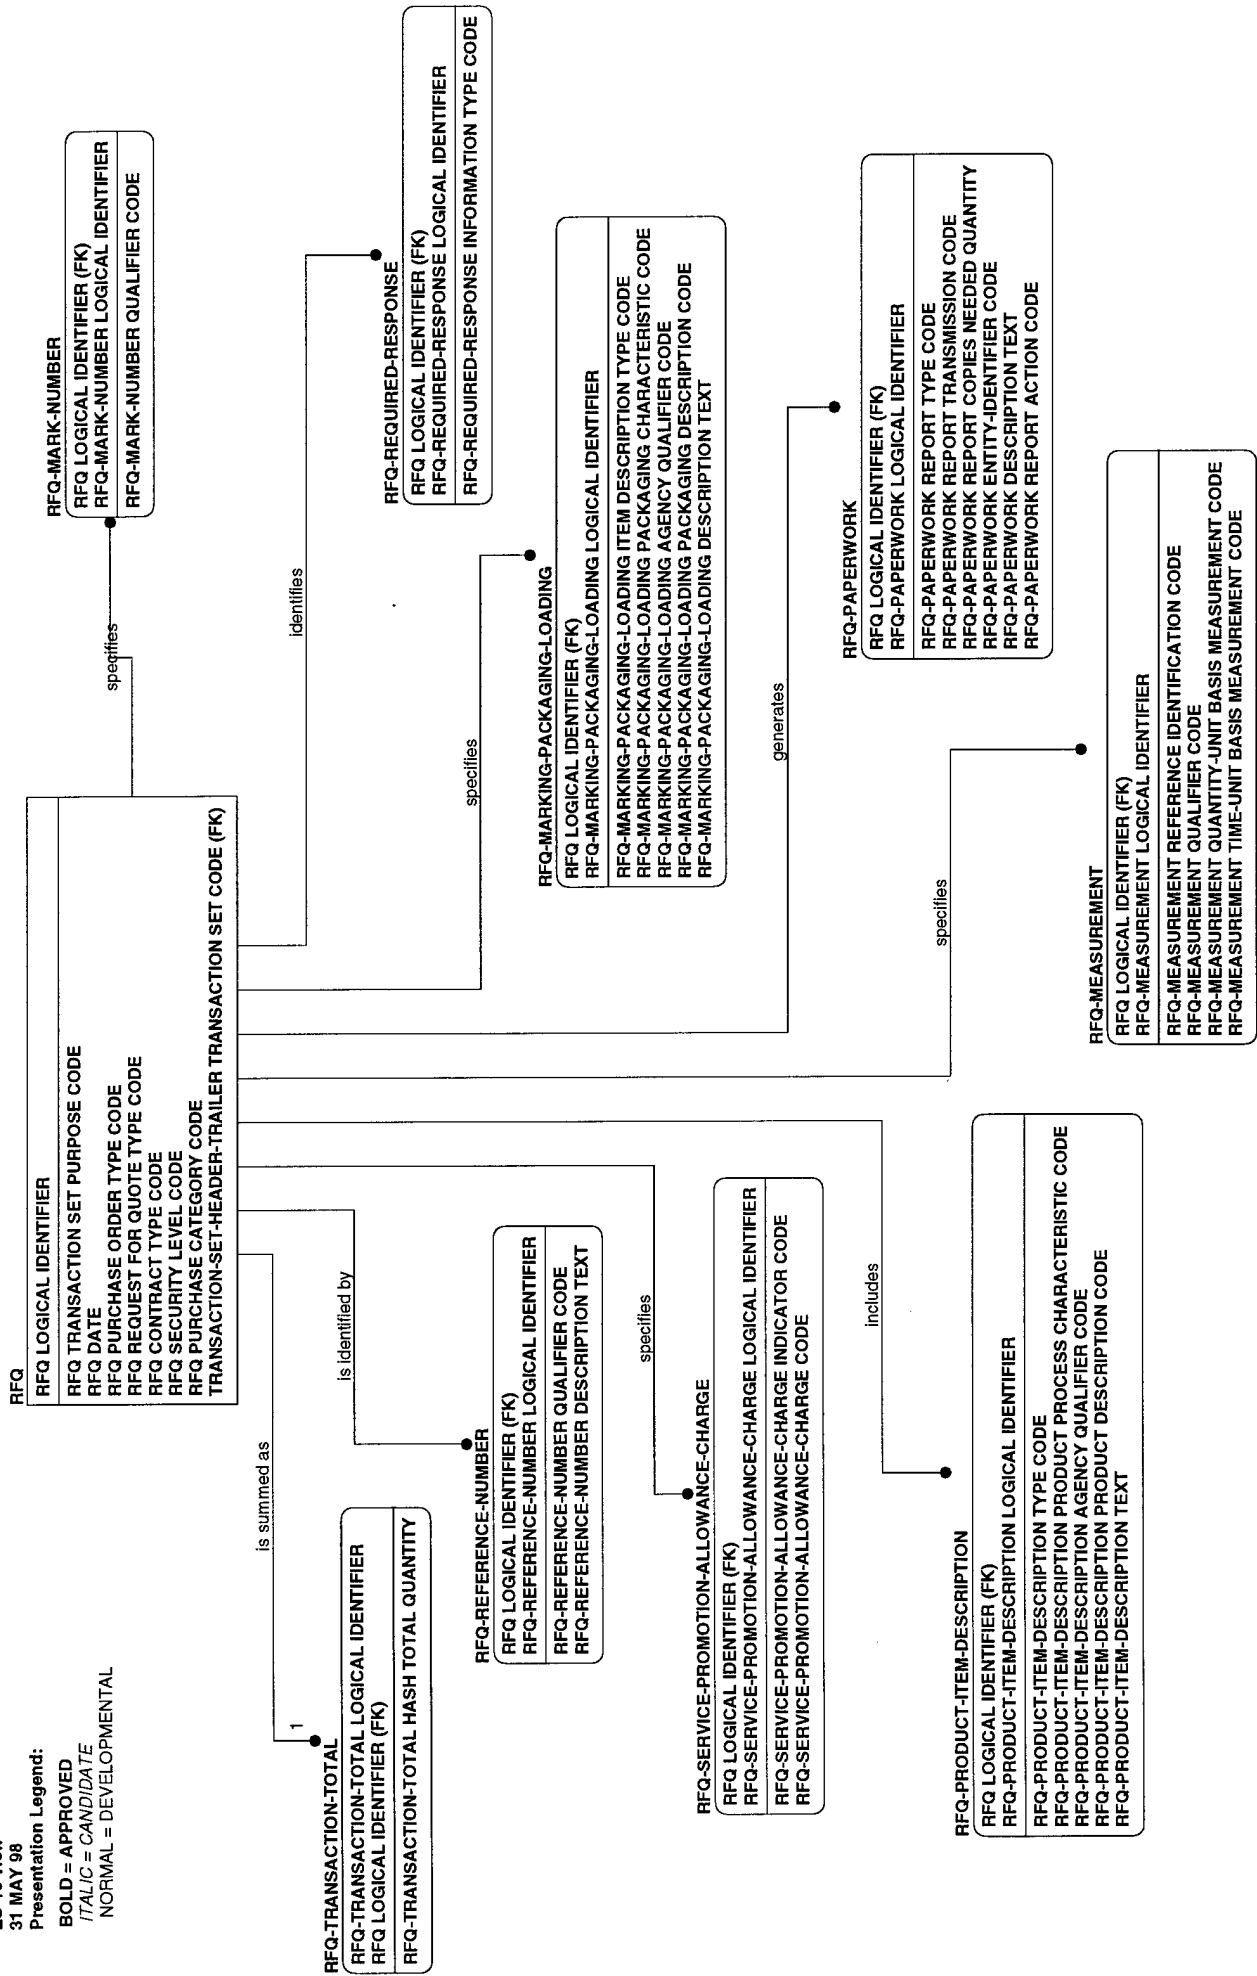 31 MAY 98
Presentation Legend:
BOLD = APPROVED
ITALIC = CANDIDATE
NORMAL = DEVELOPMENTAL
RFQ
RFQ LOGICAL IDENTIFIER
RFQ TRANSACTION SET PURPOSE CODE
RFQ DATE
RFQ PURCHASE ORDER TYPE CODE
RFQ REQUEST FOR QUOTE TYPE CODE
RFQ CONTRACT TYPE CODE
RFQ SECURITY LEVEL CODE
RFQ PURCHASE CATEGORY CODE
TRANSACTION-SET-HEADER-TRAILER TRANSACTION SET CODE (FK)
is summed as
1
RFQ-TRANSACTION-TOTAL
RFQ-TRANSACTION-TOTAL LOGICAL IDENTIFIER
RFQ LOGICAL IDENTIFIER (FK)
RFQ-TRANSACTION-TOTAL HASH TOTAL QUANTITY
is identified by
RFQ-REFERENCE-NUMBER
RFQ LOGICAL IDENTIFIER (FK)
RFQ-REFERENCE-NUMBER LOGICAL IDENTIFIER
RFQ-REFERENCE-NUMBER QUALIFIER CODE
RFQ-REFERENCE-NUMBER DESCRIPTION TEXT
specifies
RFQ-SERVICE-PROMOTION-ALLOWANCE-CHARGE
RFQ LOGICAL IDENTIFIER (FK)
RFQ-SERVICE-PROMOTION-ALLOWANCE-CHARGE LOGICAL IDENTIFIER
RFQ-SERVICE-PROMOTION-ALLOWANCE-CHARGE INDICATOR CODE
RFQ-SERVICE-PROMOTION-ALLOWANCE-CHARGE CODE
includes
RFQ-PRODUCT-ITEM-DESCRIPTION
RFQ LOGICAL IDENTIFIER (FK)
RFQ-PRODUCT-ITEM-DESCRIPTION LOGICAL IDENTIFIER
RFQ-PRODUCT-ITEM-DESCRIPTION TYPE CODE
RFQ-PRODUCT-ITEM-DESCRIPTION PRODUCT PROCESS CHARACTERISTIC CODE
RFQ-PRODUCT-ITEM-DESCRIPTION AGENCY QUALIFIER CODE
RFQ-PRODUCT-ITEM-DESCRIPTION PRODUCT DESCRIPTION CODE
RFQ-PRODUCT-ITEM-DESCRIPTION TEXT
specifies
RFQ-MARK-NUMBER
RFQ LOGICAL IDENTIFIER (FK)
RFQ-MARK-NUMBER LOGICAL IDENTIFIER
RFQ-MARK-NUMBER QUALIFIER CODE
identifies
RFQ-REQUIRED-RESPONSE
RFQ LOGICAL IDENTIFIER (FK)
RFQ-REQUIRED-RESPONSE LOGICAL IDENTIFIER
RFQ-REQUIRED-RESPONSE INFORMATION TYPE CODE
specifies
RFQ-MARKING-PACKAGING-LOADING
RFQ LOGICAL IDENTIFIER (FK)
RFQ-MARKING-PACKAGING-LOADING LOGICAL IDENTIFIER
RFQ-MARKING-PACKAGING-LOADING ITEM DESCRIPTION TYPE CODE
RFQ-MARKING-PACKAGING-LOADING PACKAGING CHARACTERISTIC CODE
RFQ-MARKING-PACKAGING-LOADING AGENCY QUALIFIER CODE
RFQ-MARKING-PACKAGING-LOADING PACKAGING DESCRIPTION CODE
RFQ-MARKING-PACKAGING-LOADING DESCRIPTION TEXT
generates
RFQ-PAPERWORK
RFQ LOGICAL IDENTIFIER (FK)
RFQ-PAPERWORK LOGICAL IDENTIFIER
RFQ-PAPERWORK REPORT TYPE CODE
RFQ-PAPERWORK REPORT TRANSMISSION CODE
RFQ-PAPERWORK REPORT COPIES NEEDED QUANTITY
RFQ-PAPERWORK ENTITY-IDENTIFIER CODE
RFQ-PAPERWORK DESCRIPTION TEXT
RFQ-PAPERWORK REPORT ACTION CODE
specifies
RFQ-MEASUREMENT
RFQ LOGICAL IDENTIFIER (FK)
RFQ-MEASUREMENT LOGICAL IDENTIFIER
RFQ-MEASUREMENT REFERENCE IDENTIFICATION CODE
RFQ-MEASUREMENT QUALIFIER CODE
RFQ-MEASUREMENT QUANTITY-UNIT BASIS MEASUREMENT CODE
RFQ-MEASUREMENT TIME-UNIT BASIS MEASUREMENT CODE